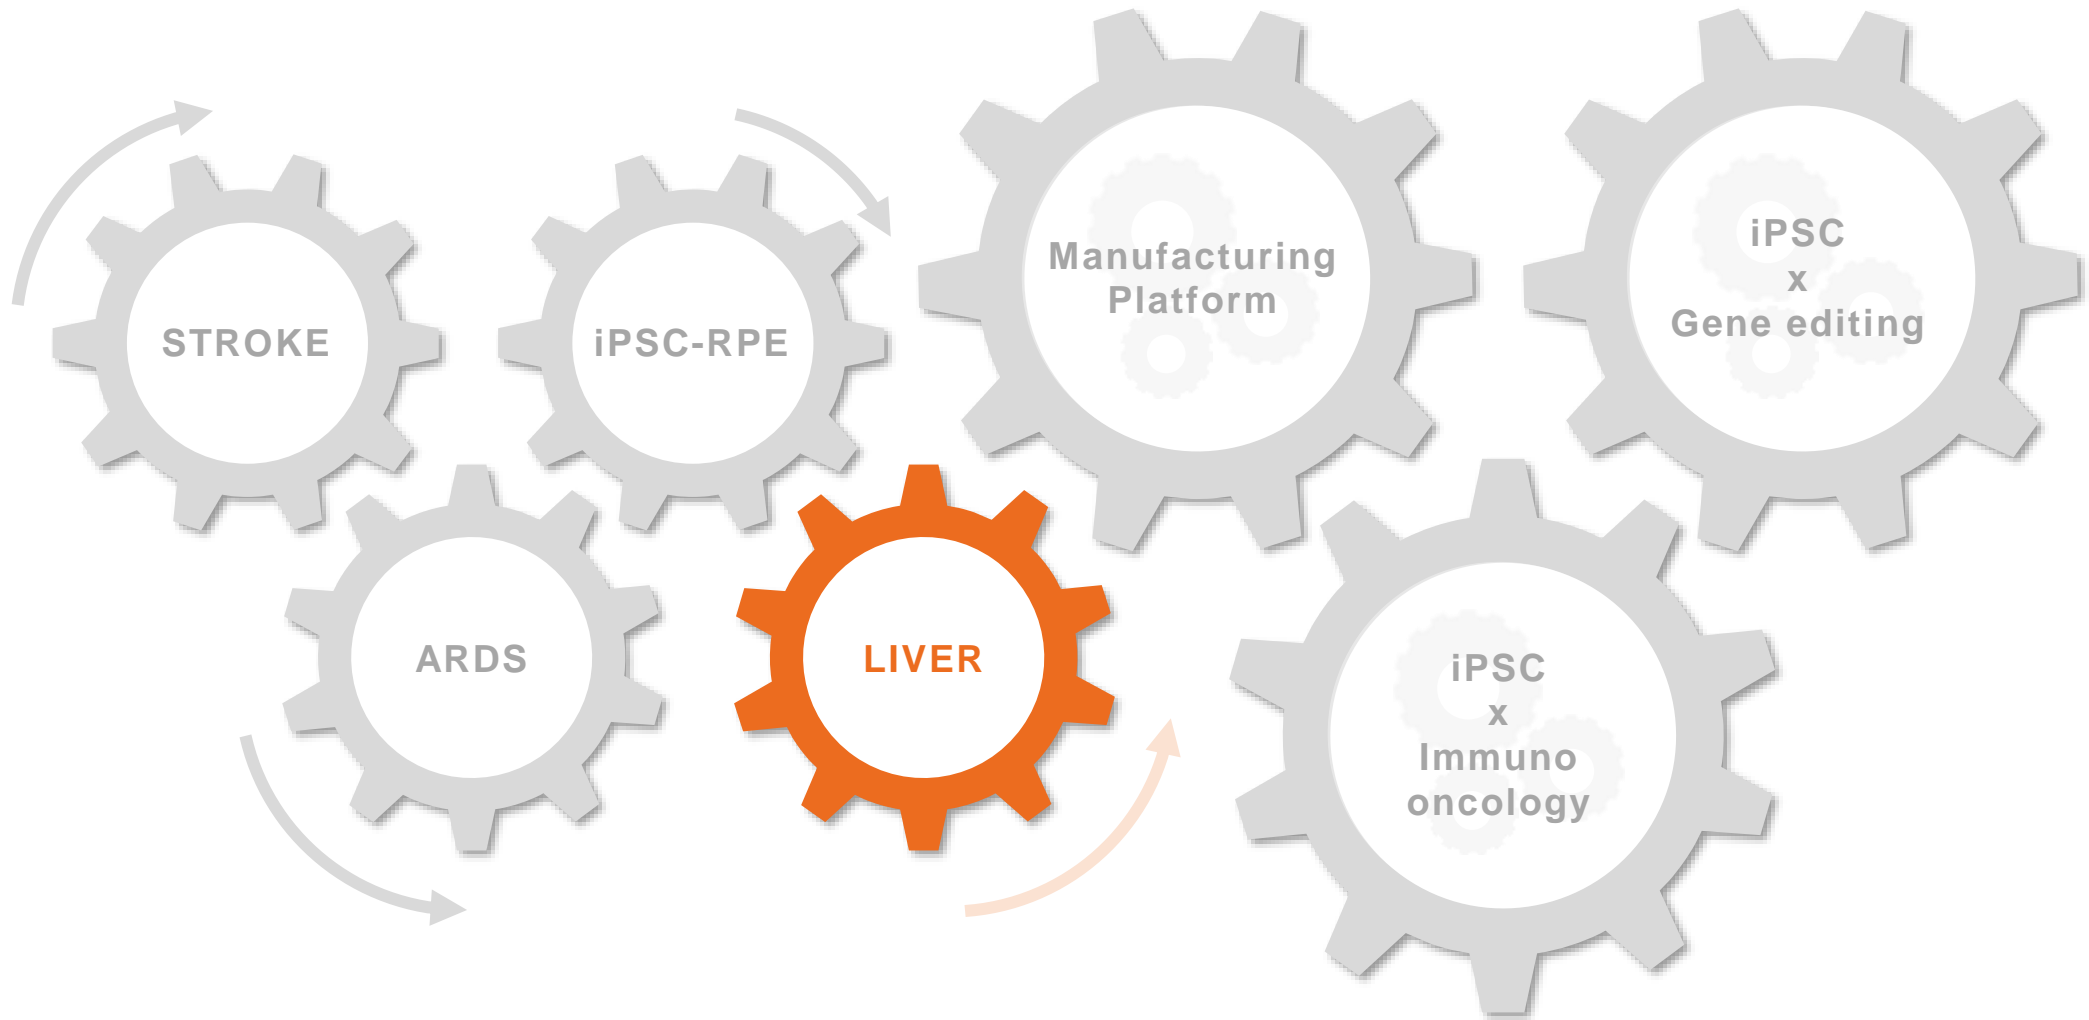 STROKE
iPSC-RPE
Manufacturing
Platform
iPSC
x
Gene editing
ARDS
LIVER
iPSC
x
Immuno
oncology